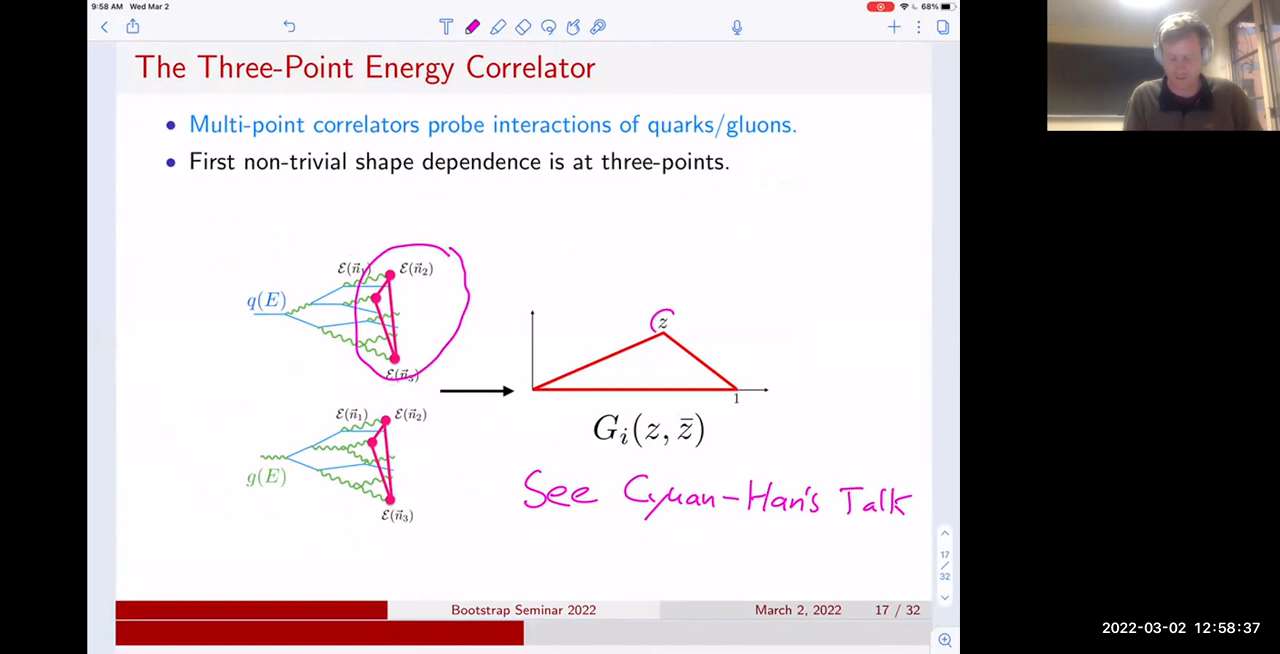 9:58 AM Wed Mar 2
68%
The Three-Point Energy Correlator
• Multi-point correlators probe interactions of quarks/gluons.
• First non-trivial shape dependence is at three-points.
ℰ(n⃗₁) ℰ(n⃗₂)
q(E)
ℰ(n⃗₃)
z
1
ℰ(n⃗₁) ℰ(n⃗₂)
g(E)
ℰ(n⃗₃)
Gᵢ(z, z̄)
See Cyuan-Han's Talk
17
/
32
Bootstrap Seminar 2022 March 2, 2022 17 / 32
2022-03-02 12:58:37